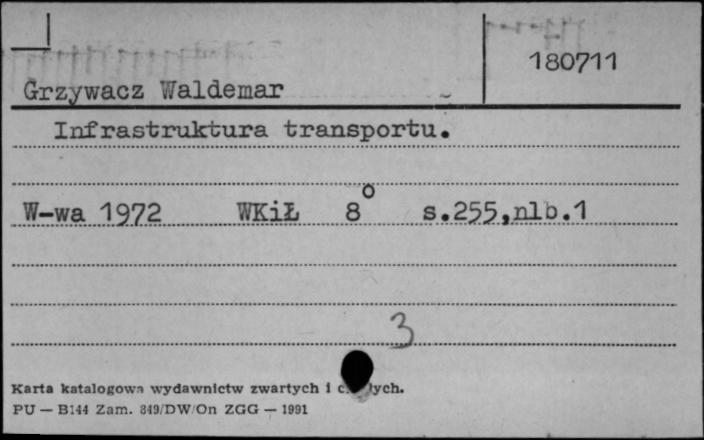 180711
Grzywacz Waldemar
Infrastruktura transportu.
W-wa 1972 WKiŁ 8° s.255,nlb.1
3
Karta katalogowa wydawnictw zwartych i
PU — B144 Zam. 349/DW/On ZGG — 1991